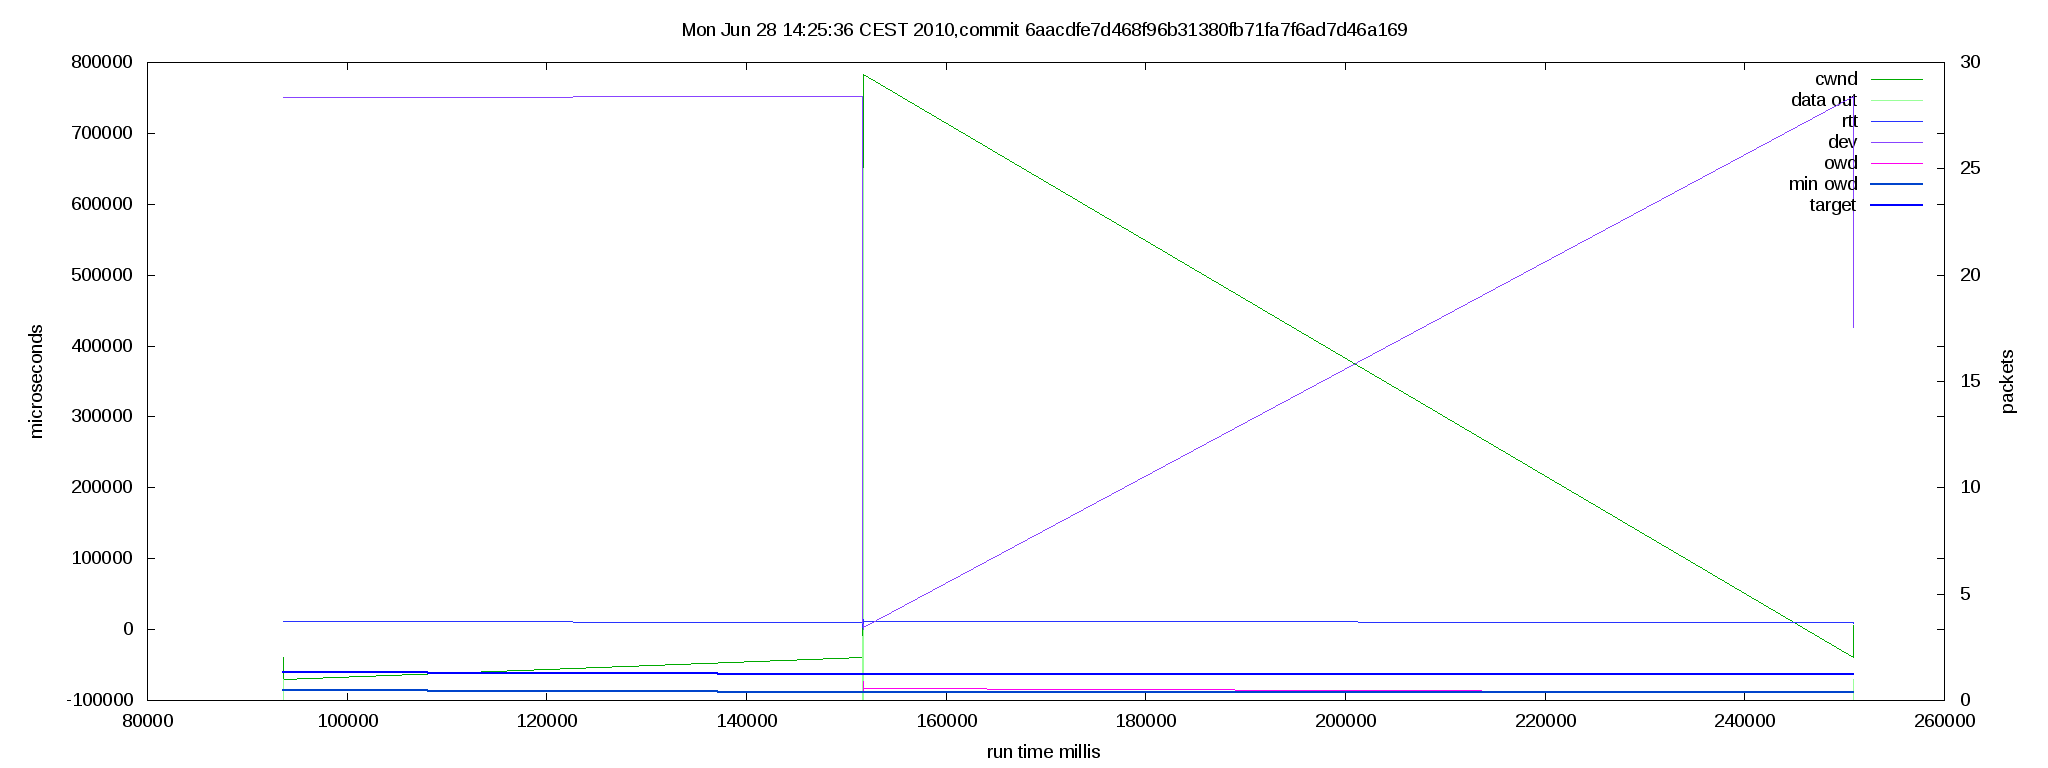 Mon Jun 28 14:25:36 CEST 2010,commit 6aacdfe7d468f96b31380fb71fa7f6ad7d46a169
800000
700000
600000
500000
400000
300000
200000
100000
0
-100000
microseconds
30
25
20
15
10
5
0
packets
cwnd
data out
rtt
dev
owd
min owd
target
80000 100000 120000 140000 160000 180000 200000 220000 240000 260000
run time millis